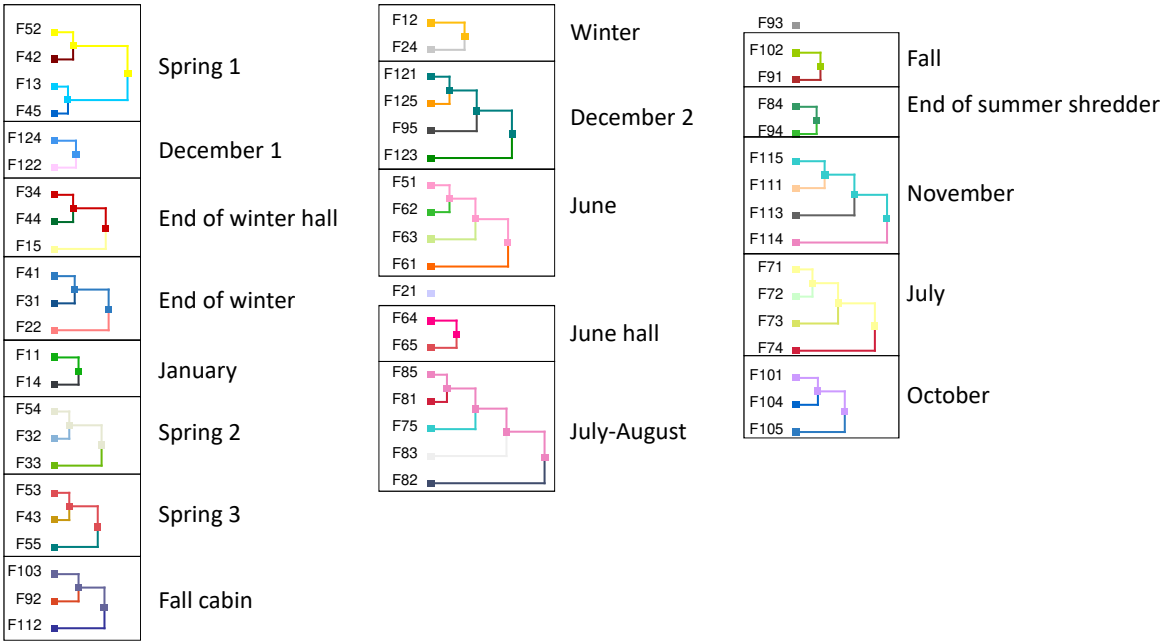 F52
F42
F13
F45
Spring 1
F124
F122
December 1
F34
F44
F15
End of winter hall
F41
F31
F22
End of winter
F11
F14
January
F54
F32
F33
Spring 2
F53
F43
F55
Spring 3
F103
F92
F112
Fall cabin
F12
F24
Winter
F121
F125
F95
F123
December 2
F51
F62
F63
F61
June
F21
F64
F65
June hall
F85
F81
F75
F83
F82
July-August
F93
F102
F91
Fall
F84
F94
End of summer shredder
F115
F111
F113
F114
November
F71
F72
F73
F74
July
F101
F104
F105
October